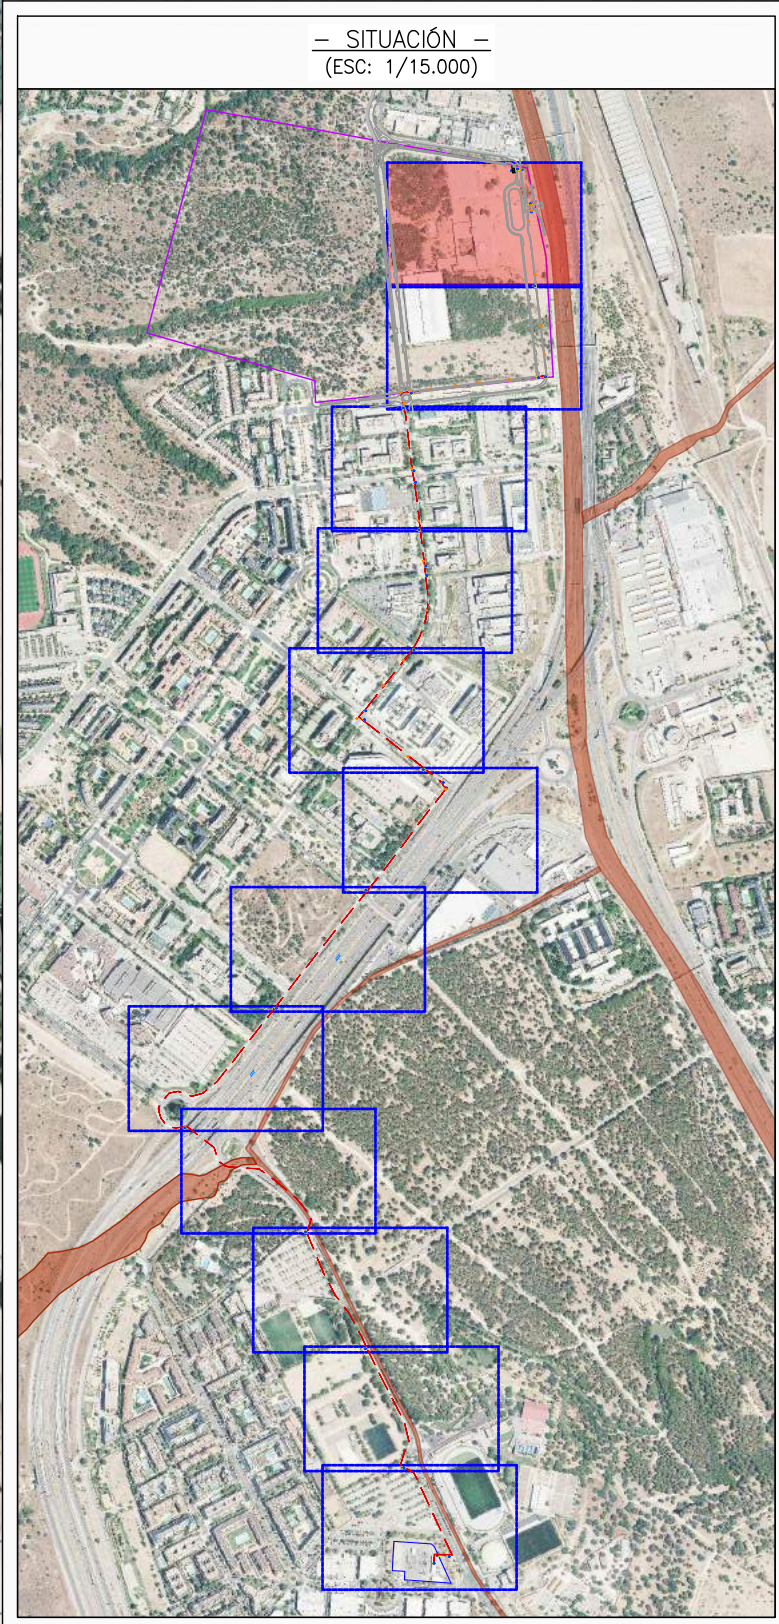 – SITUACIÓN –
(ESC: 1/15.000)